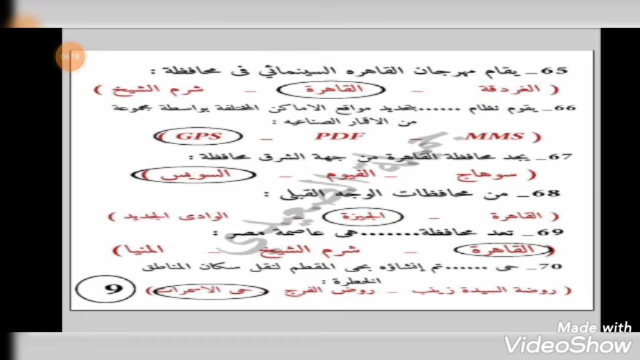 65_ يقام مهرجان القاهره السينمائي فى محافظة :
( الغردقة _ القاهرة _ شرم الشيخ )
66_ يقوم نظام ......بتحديد مواقع الاماكن المختلفة بواسطة مجموعة
من الاقمار الصناعيه :
( MMS _ PDF _ GPS )
67_ يحد محافظة القاهرة من جهة الشرق محافظة :
( سوهاج _ الفيوم _ السويس )
68_ من محافظات الوجه القبلى :
( القاهرة _ الجيزة _ الوادى الجديد )
69_ تعد محافظة........هى عاصمة مصر :
( القاهرة _ شرم الشيخ _ المنيا )
70_ حى ......تم إنشاؤه بحى المقطم لنقل سكان المناطق
الخطرة :
( روضة السيدة زينب _ روض الفرج _ حى الاسمرات )
9
Made with
VideoShow